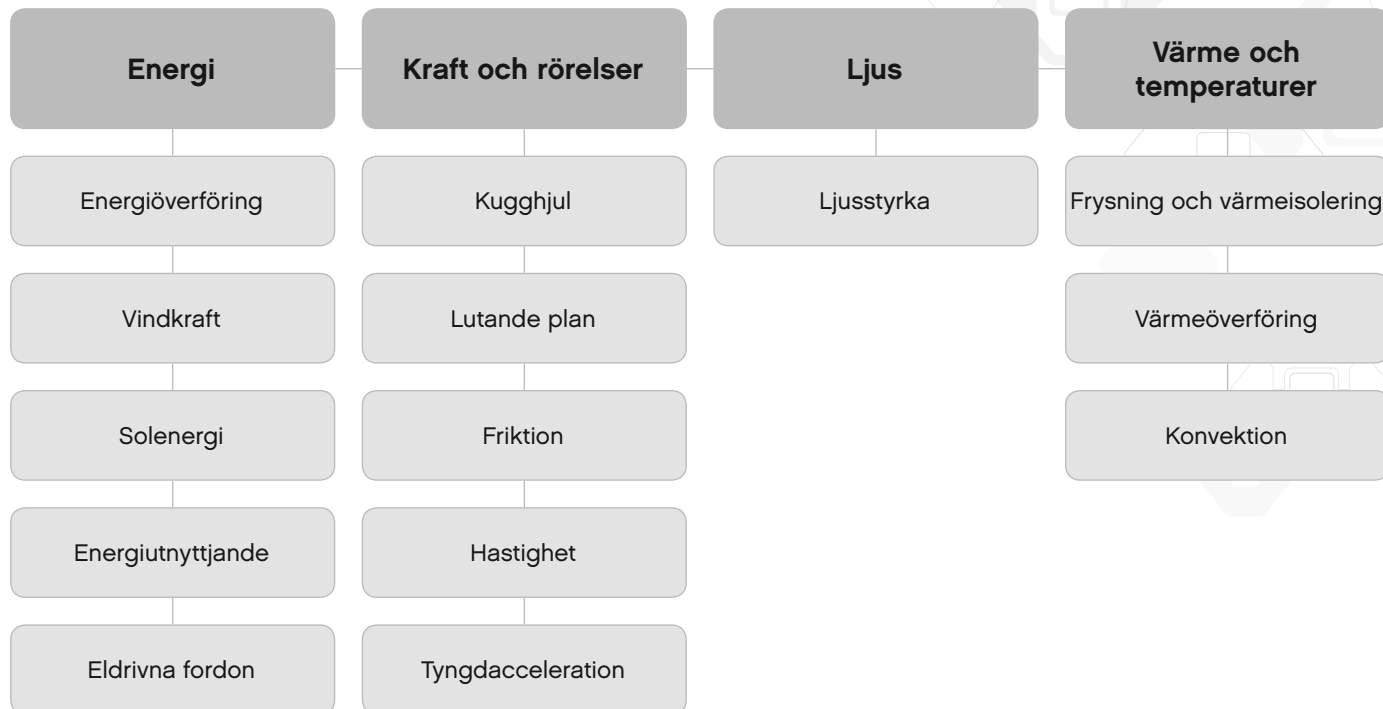 Energi
Energiöverföring
Vindkraft
Solenergi
Energiutnyttjande
Eldrivna fordon
Kraft och rörelser
Kugghjul
Lutande plan
Friktion
Hastighet
Tyngdacceleration
Ljus
Ljusstyrka
Värme och
temperaturer
Frysning och värmeisolering
Värmeöverföring
Konvektion